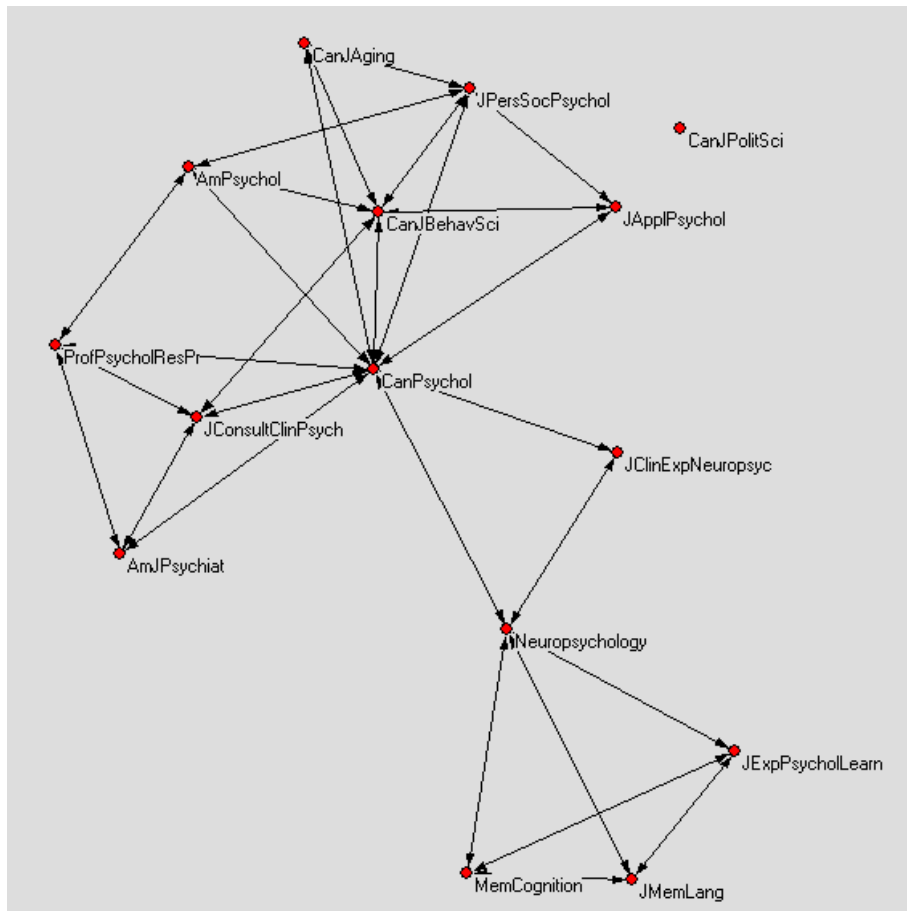 CanJAging
JPersSocPsychol
CanJPolitSci
AmPsychol
CanJBehavSci
JApplPsychol
ProfPsycholResPr
CanPsychol
JConsultClinPsych
JClinExpNeuropsyc
AmJPsychiat
Neuropsychology
JExpPsycholLearn
MemCognition
JMemLang